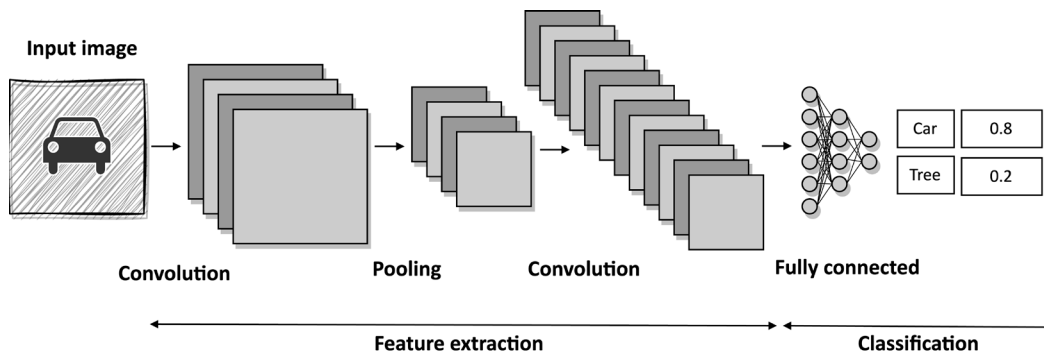 Input image
Convolution
Pooling
Convolution
Fully connected
Car 0.8
Tree 0.2
Feature extraction
Classification